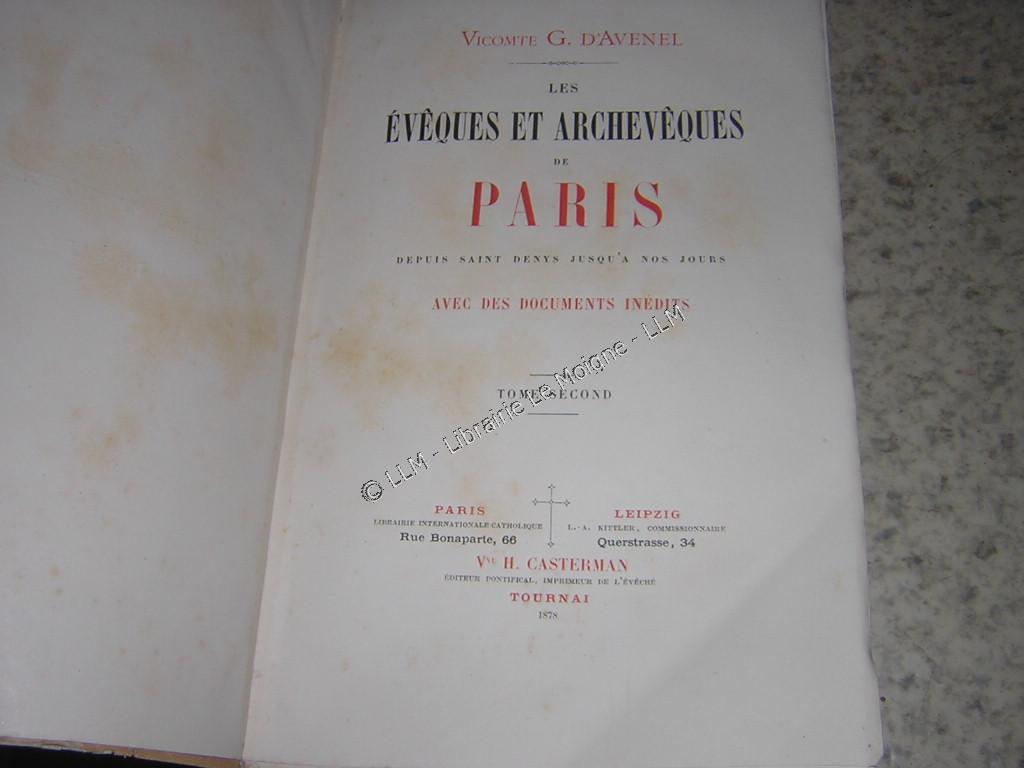 VICOMTE G. D'AVENEL
LES
ÉVÊQUES ET ARCHEVÊQUES
DE
PARIS
DEPUIS SAINT DENYS JUSQU'A NOS JOURS
AVEC DES DOCUMENTS INÉDITS
TOME SECOND
© LLM - Librairie Le Moigne - LLM
PARIS
LIBRAIRIE INTERNATIONALE CATHOLIQUE
Rue Bonaparte, 66
LEIPZIG
L.-A. KITTLER, COMMISSIONNAIRE
Querstrasse, 34
VVE H. CASTERMAN
ÉDITEUR PONTIFICAL, IMPRIMEUR DE L'ÉVÊCHÉ
TOURNAI
1878